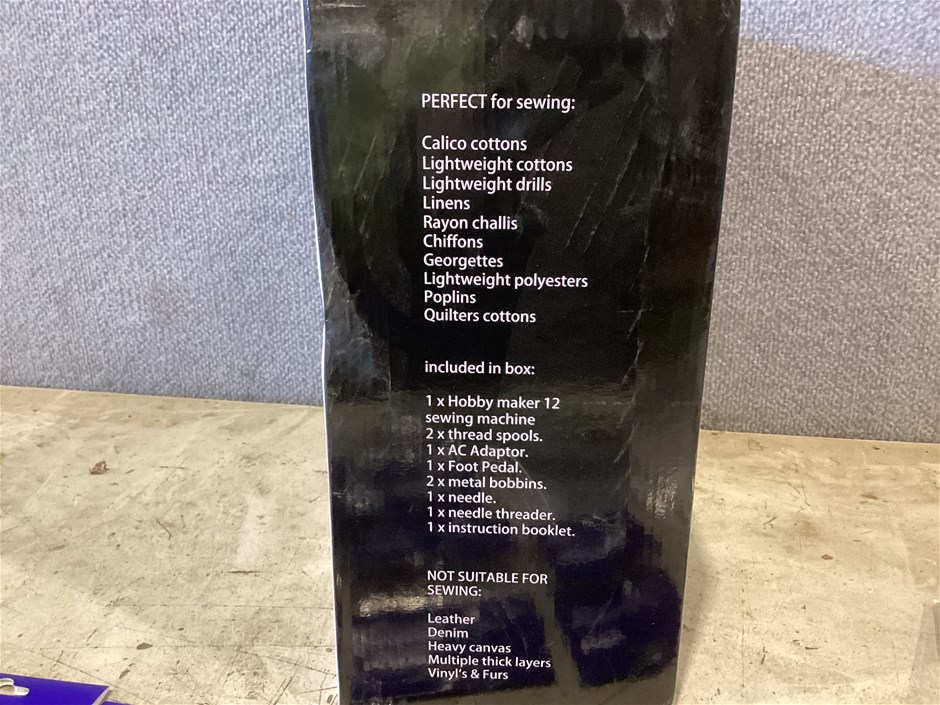 PERFECT for sewing:
Calico cottons
Lightweight cottons
Lightweight drills
Linens
Rayon challis
Chiffons
Georgettes
Lightweight polyesters
Poplins
Quilters cottons
included in box:
1 x Hobby maker 12
sewing machine
2 x thread spools.
1 x AC Adaptor.
1 x Foot Pedal.
2 x metal bobbins.
1 x needle.
1 x needle threader.
1 x instruction booklet.
NOT SUITABLE FOR
SEWING:
Leather
Denim
Heavy canvas
Multiple thick layers
Vinyl's & Furs